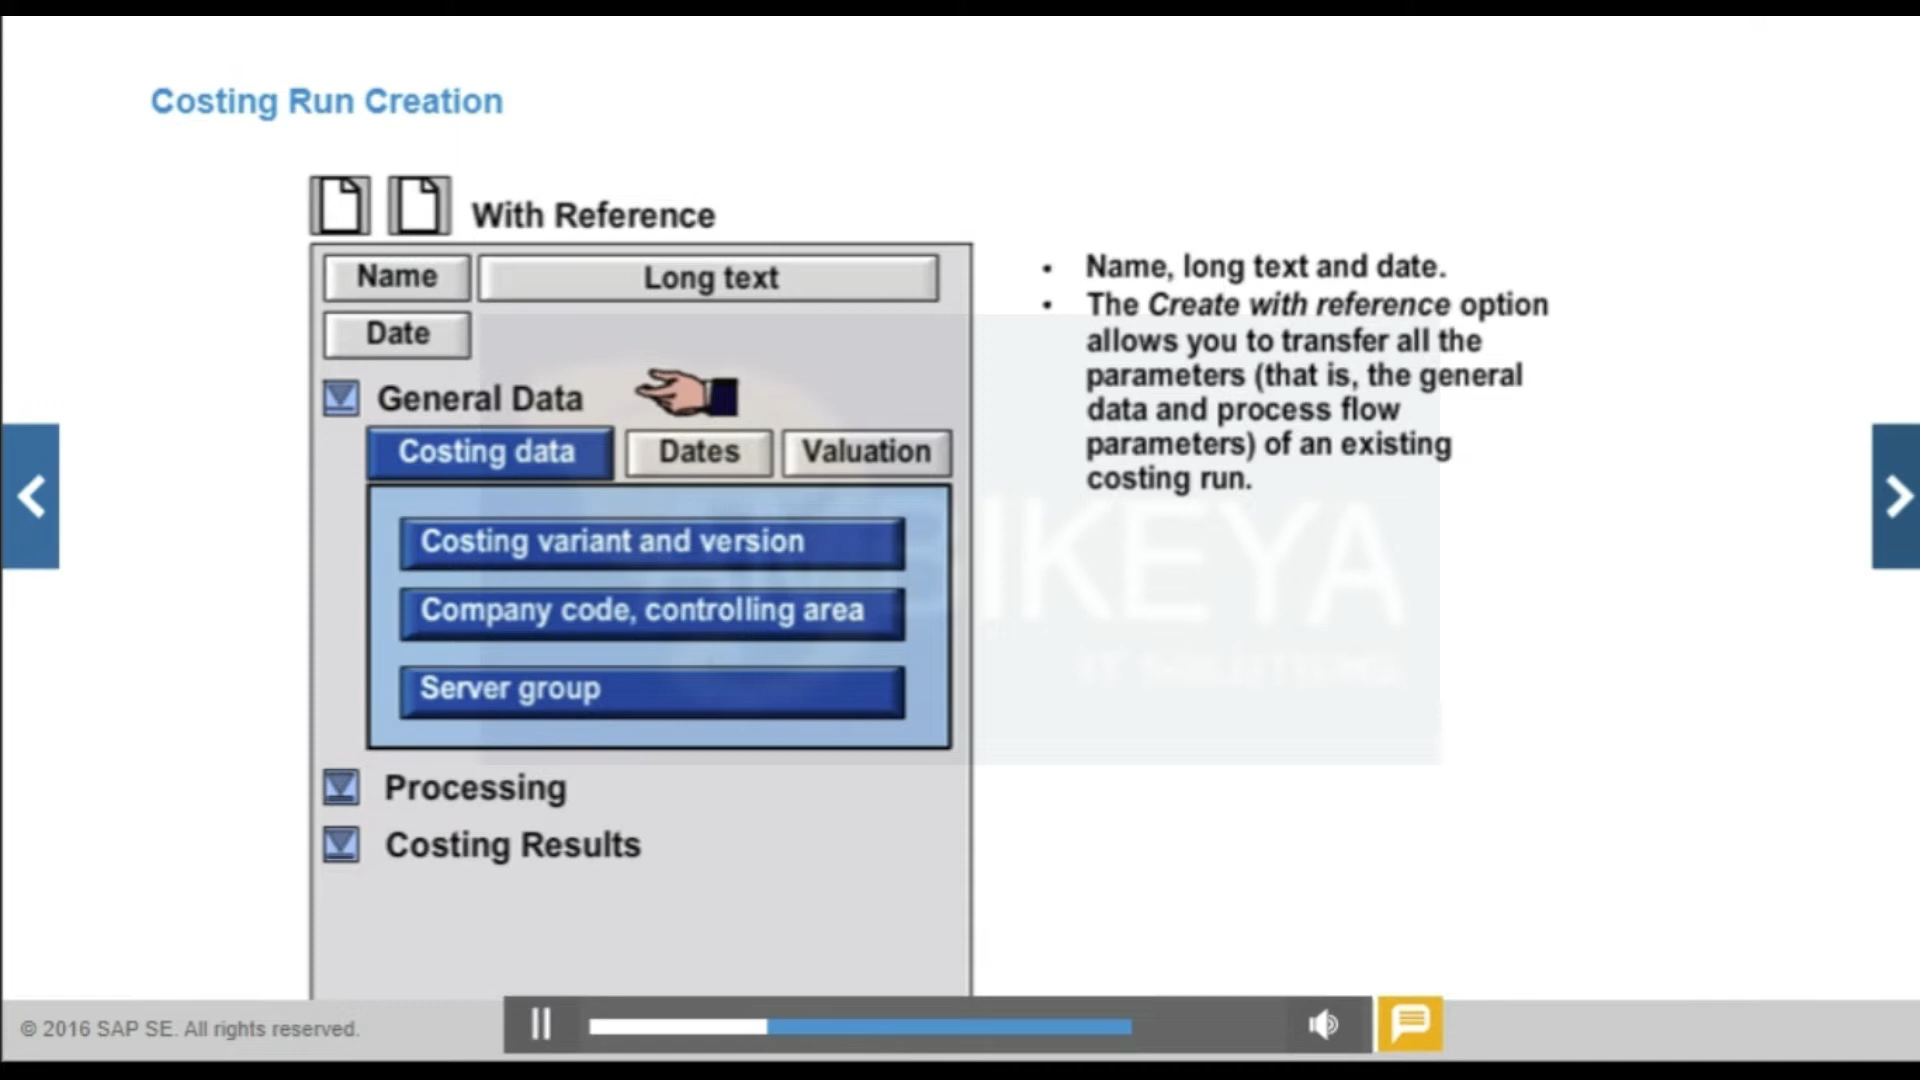 Costing Run Creation
With Reference
Name
Long text
Date
General Data
Costing data
Dates
Valuation
Costing variant and version
Company code, controlling area
Server group
Processing
Costing Results
• Name, long text and date.
• The Create with reference option
allows you to transfer all the
parameters (that is, the general
data and process flow
parameters) of an existing
costing run.
IKEYA
IT SOLUTIONS
© 2016 SAP SE. All rights reserved.